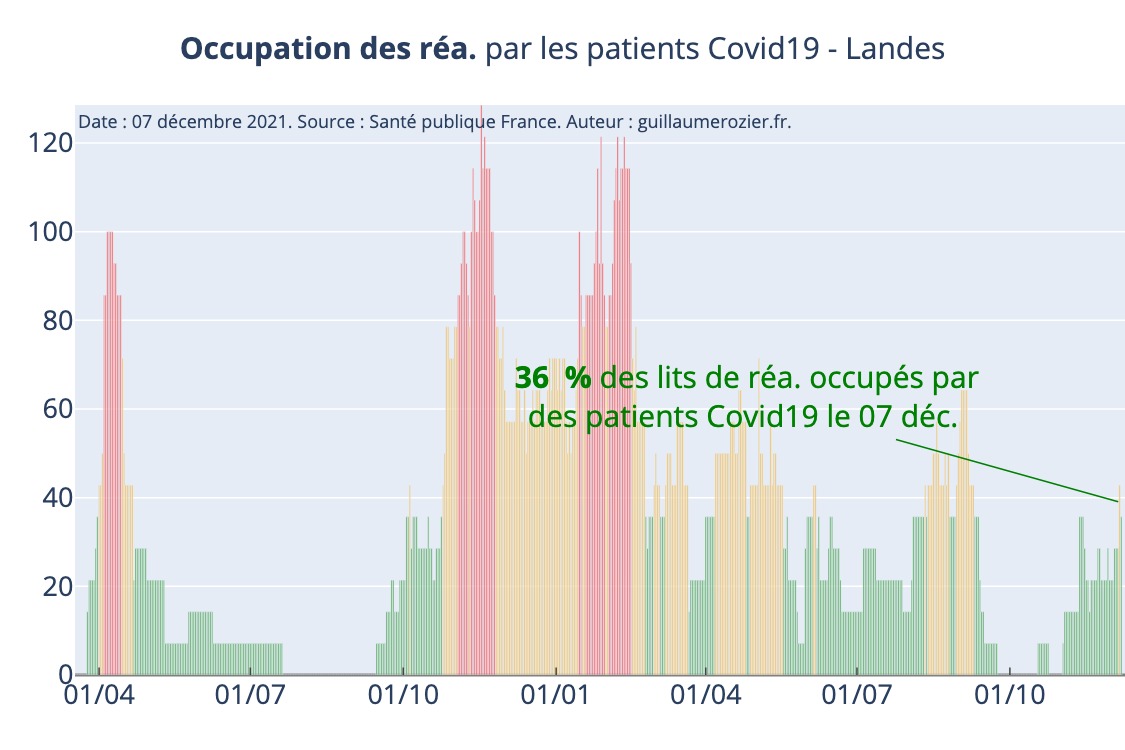 Occupation des réa. par les patients Covid19 - Landes
Date : 07 décembre 2021. Source : Santé publique France. Auteur : guillaumerozier.fr.
120
100
80
60
40
20
0
36 % des lits de réa. occupés par
des patients Covid19 le 07 déc.
01/04 01/07 01/10 01/01 01/04 01/07 01/10